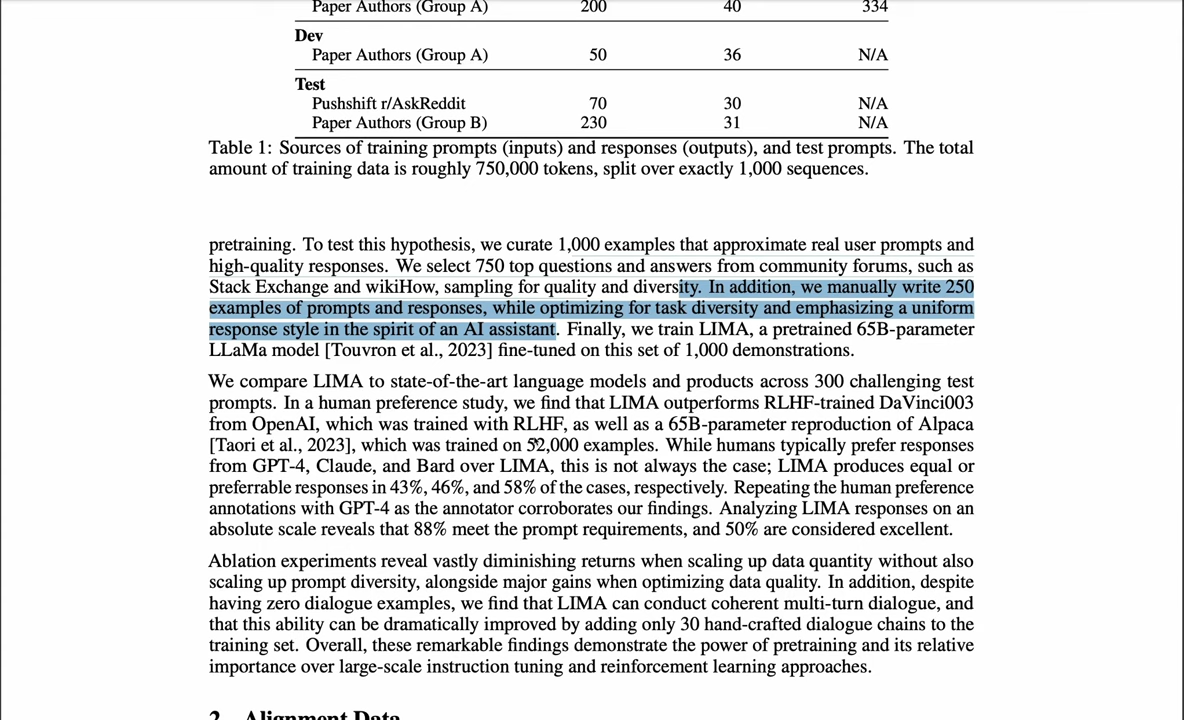 Paper Authors (Group A) 200 40 334
Dev
Paper Authors (Group A) 50 36 N/A
Test
Pushshift r/AskReddit 70 30 N/A
Paper Authors (Group B) 230 31 N/A
Table 1: Sources of training prompts (inputs) and responses (outputs), and test prompts. The total
amount of training data is roughly 750,000 tokens, split over exactly 1,000 sequences.
pretraining. To test this hypothesis, we curate 1,000 examples that approximate real user prompts and
high-quality responses. We select 750 top questions and answers from community forums, such as
Stack Exchange and wikiHow, sampling for quality and diversity. In addition, we manually write 250
examples of prompts and responses, while optimizing for task diversity and emphasizing a uniform
response style in the spirit of an AI assistant. Finally, we train LIMA, a pretrained 65B-parameter
LLaMa model [Touvron et al., 2023] fine-tuned on this set of 1,000 demonstrations.
We compare LIMA to state-of-the-art language models and products across 300 challenging test
prompts. In a human preference study, we find that LIMA outperforms RLHF-trained DaVinci003
from OpenAI, which was trained with RLHF, as well as a 65B-parameter reproduction of Alpaca
[Taori et al., 2023], which was trained on 52,000 examples. While humans typically prefer responses
from GPT-4, Claude, and Bard over LIMA, this is not always the case; LIMA produces equal or
preferrable responses in 43%, 46%, and 58% of the cases, respectively. Repeating the human preference
annotations with GPT-4 as the annotator corroborates our findings. Analyzing LIMA responses on an
absolute scale reveals that 88% meet the prompt requirements, and 50% are considered excellent.
Ablation experiments reveal vastly diminishing returns when scaling up data quantity without also
scaling up prompt diversity, alongside major gains when optimizing data quality. In addition, despite
having zero dialogue examples, we find that LIMA can conduct coherent multi-turn dialogue, and
that this ability can be dramatically improved by adding only 30 hand-crafted dialogue chains to the
training set. Overall, these remarkable findings demonstrate the power of pretraining and its relative
importance over large-scale instruction tuning and reinforcement learning approaches.
2 Alignment Data